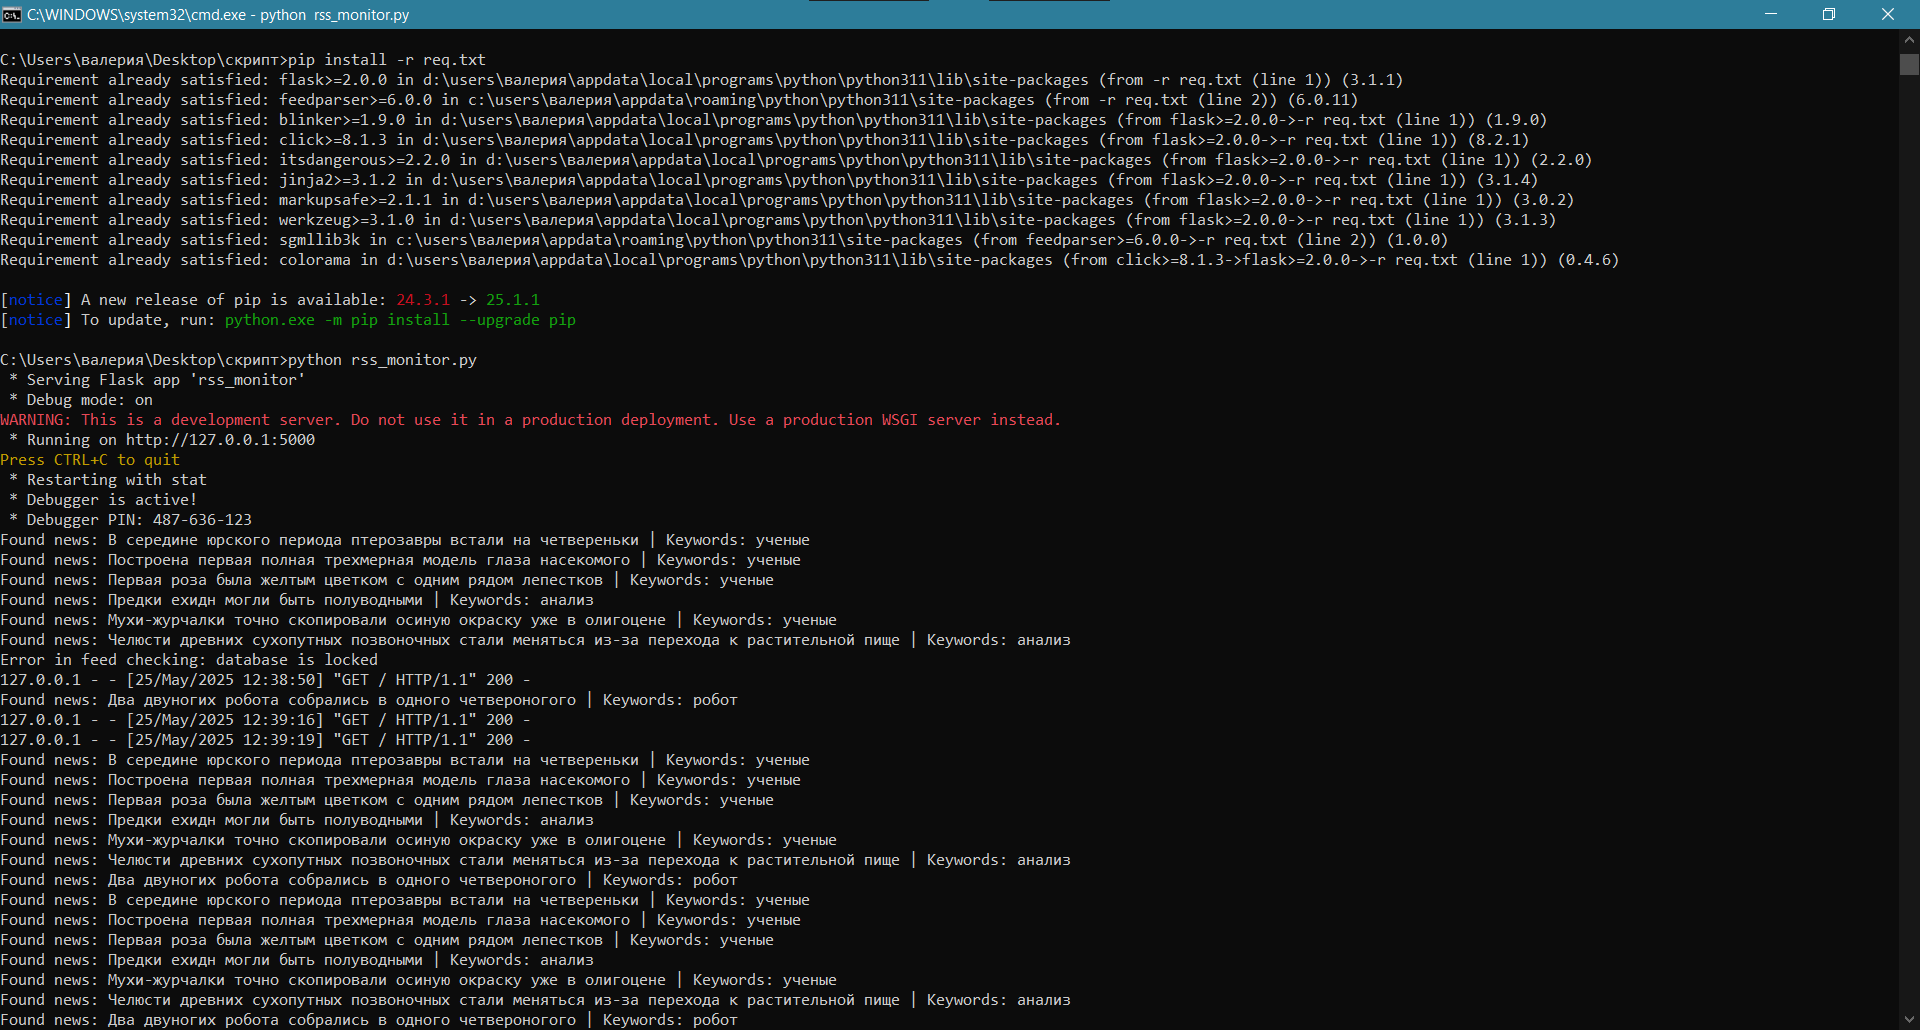 C:\WINDOWS\system32\cmd.exe - python  rss_monitor.py
C:\Users\валерия\Desktop\скрипт>pip install -r req.txt
Requirement already satisfied: flask>=2.0.0 in d:\users\валерия\appdata\local\programs\python\python311\lib\site-packages (from -r req.txt (line 1)) (3.1.1)
Requirement already satisfied: feedparser>=6.0.0 in c:\users\валерия\appdata\roaming\python\python311\site-packages (from -r req.txt (line 2)) (6.0.11)
Requirement already satisfied: blinker>=1.9.0 in d:\users\валерия\appdata\local\programs\python\python311\lib\site-packages (from flask>=2.0.0->-r req.txt (line 1)) (1.9.0)
Requirement already satisfied: click>=8.1.3 in d:\users\валерия\appdata\local\programs\python\python311\lib\site-packages (from flask>=2.0.0->-r req.txt (line 1)) (8.2.1)
Requirement already satisfied: itsdangerous>=2.2.0 in d:\users\валерия\appdata\local\programs\python\python311\lib\site-packages (from flask>=2.0.0->-r req.txt (line 1)) (2.2.0)
Requirement already satisfied: jinja2>=3.1.2 in d:\users\валерия\appdata\local\programs\python\python311\lib\site-packages (from flask>=2.0.0->-r req.txt (line 1)) (3.1.4)
Requirement already satisfied: markupsafe>=2.1.1 in d:\users\валерия\appdata\local\programs\python\python311\lib\site-packages (from flask>=2.0.0->-r req.txt (line 1)) (3.0.2)
Requirement already satisfied: werkzeug>=3.1.0 in d:\users\валерия\appdata\local\programs\python\python311\lib\site-packages (from flask>=2.0.0->-r req.txt (line 1)) (3.1.3)
Requirement already satisfied: sgmllib3k in c:\users\валерия\appdata\roaming\python\python311\site-packages (from feedparser>=6.0.0->-r req.txt (line 2)) (1.0.0)
Requirement already satisfied: colorama in d:\users\валерия\appdata\local\programs\python\python311\lib\site-packages (from click>=8.1.3->flask>=2.0.0->-r req.txt (line 1)) (0.4.6)
[notice] A new release of pip is available: 24.3.1 -> 25.1.1
[notice] To update, run: python.exe -m pip install --upgrade pip
C:\Users\валерия\Desktop\скрипт>python rss_monitor.py
 * Serving Flask app 'rss_monitor'
 * Debug mode: on
WARNING: This is a development server. Do not use it in a production deployment. Use a production WSGI server instead.
 * Running on http://127.0.0.1:5000
Press CTRL+C to quit
 * Restarting with stat
 * Debugger is active!
 * Debugger PIN: 487-636-123
Found news: В середине юрского периода птерозавры встали на четвереньки | Keywords: ученые
Found news: Построена первая полная трехмерная модель глаза насекомого | Keywords: ученые
Found news: Первая роза была желтым цветком с одним рядом лепестков | Keywords: ученые
Found news: Предки ехидн могли быть полуводными | Keywords: анализ
Found news: Мухи-журчалки точно скопировали осиную окраску уже в олигоцене | Keywords: ученые
Found news: Челюсти древних сухопутных позвоночных стали меняться из-за перехода к растительной пище | Keywords: анализ
Error in feed checking: database is locked
127.0.0.1 - - [25/May/2025 12:38:50] "GET / HTTP/1.1" 200 -
Found news: Два двуногих робота собрались в одного четвероногого | Keywords: робот
127.0.0.1 - - [25/May/2025 12:39:16] "GET / HTTP/1.1" 200 -
127.0.0.1 - - [25/May/2025 12:39:19] "GET / HTTP/1.1" 200 -
Found news: В середине юрского периода птерозавры встали на четвереньки | Keywords: ученые
Found news: Построена первая полная трехмерная модель глаза насекомого | Keywords: ученые
Found news: Первая роза была желтым цветком с одним рядом лепестков | Keywords: ученые
Found news: Предки ехидн могли быть полуводными | Keywords: анализ
Found news: Мухи-журчалки точно скопировали осиную окраску уже в олигоцене | Keywords: ученые
Found news: Челюсти древних сухопутных позвоночных стали меняться из-за перехода к растительной пище | Keywords: анализ
Found news: Два двуногих робота собрались в одного четвероногого | Keywords: робот
Found news: В середине юрского периода птерозавры встали на четвереньки | Keywords: ученые
Found news: Построена первая полная трехмерная модель глаза насекомого | Keywords: ученые
Found news: Первая роза была желтым цветком с одним рядом лепестков | Keywords: ученые
Found news: Предки ехидн могли быть полуводными | Keywords: анализ
Found news: Мухи-журчалки точно скопировали осиную окраску уже в олигоцене | Keywords: ученые
Found news: Челюсти древних сухопутных позвоночных стали меняться из-за перехода к растительной пище | Keywords: анализ
Found news: Два двуногих робота собрались в одного четвероногого | Keywords: робот